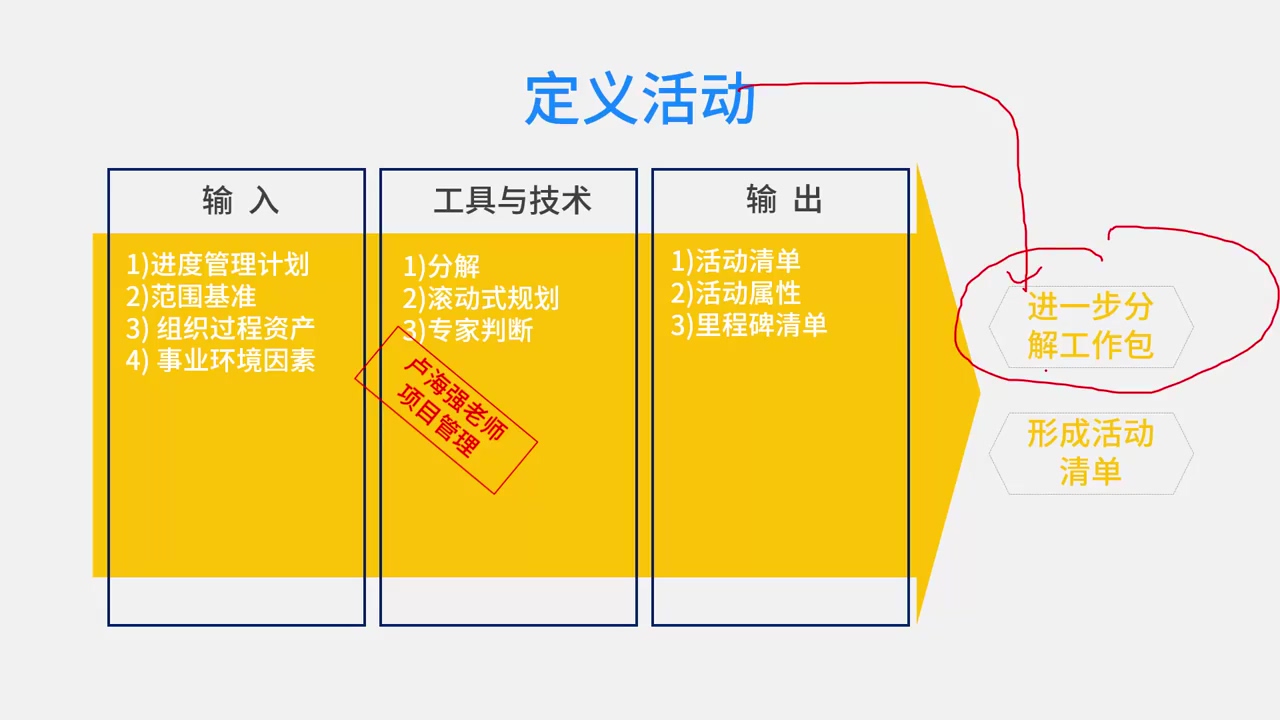 定义活动
输 入
1)进度管理计划
2)范围基准
3) 组织过程资产
4) 事业环境因素
工具与技术
1)分解
2)滚动式规划
3)专家判断
卢海强老师
项目管理
输 出
1)活动清单
2)活动属性
3)里程碑清单
进一步分
解工作包
形成活动
清单